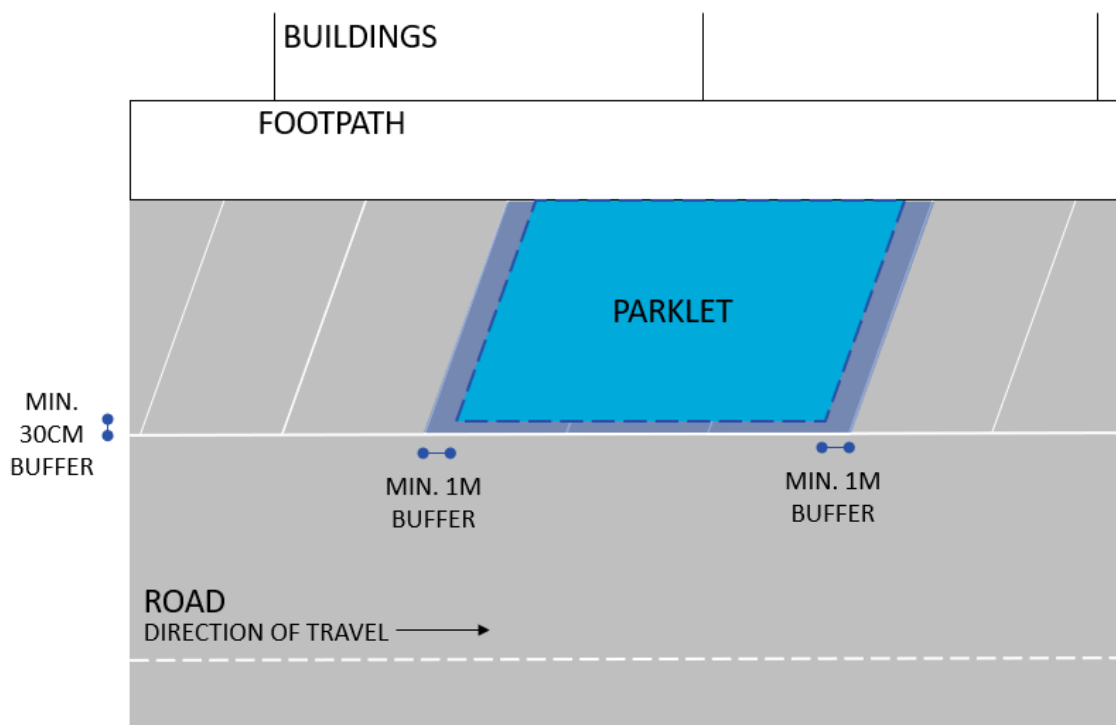 BUILDINGS
FOOTPATH
PARKLET
MIN.
30CM
BUFFER
MIN. 1M
BUFFER
MIN. 1M
BUFFER
ROAD
DIRECTION OF TRAVEL